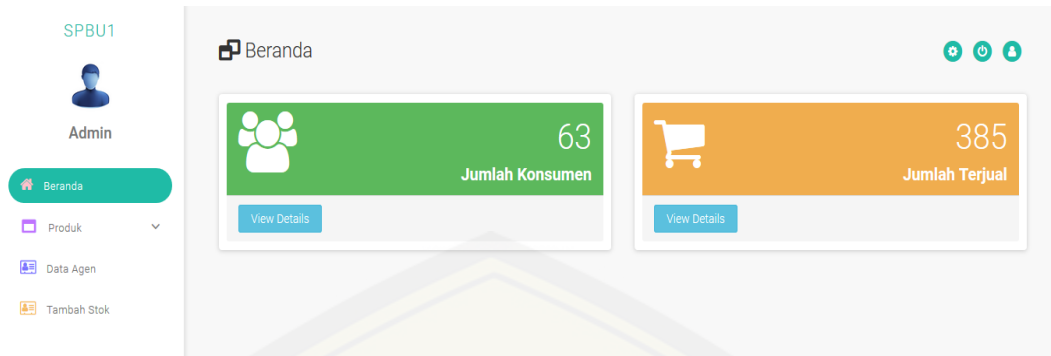 SPBU1
Admin
Beranda
Produk
Data Agen
Tambah Stok
Beranda
63
Jumlah Konsumen
View Details
385
Jumlah Terjual
View Details